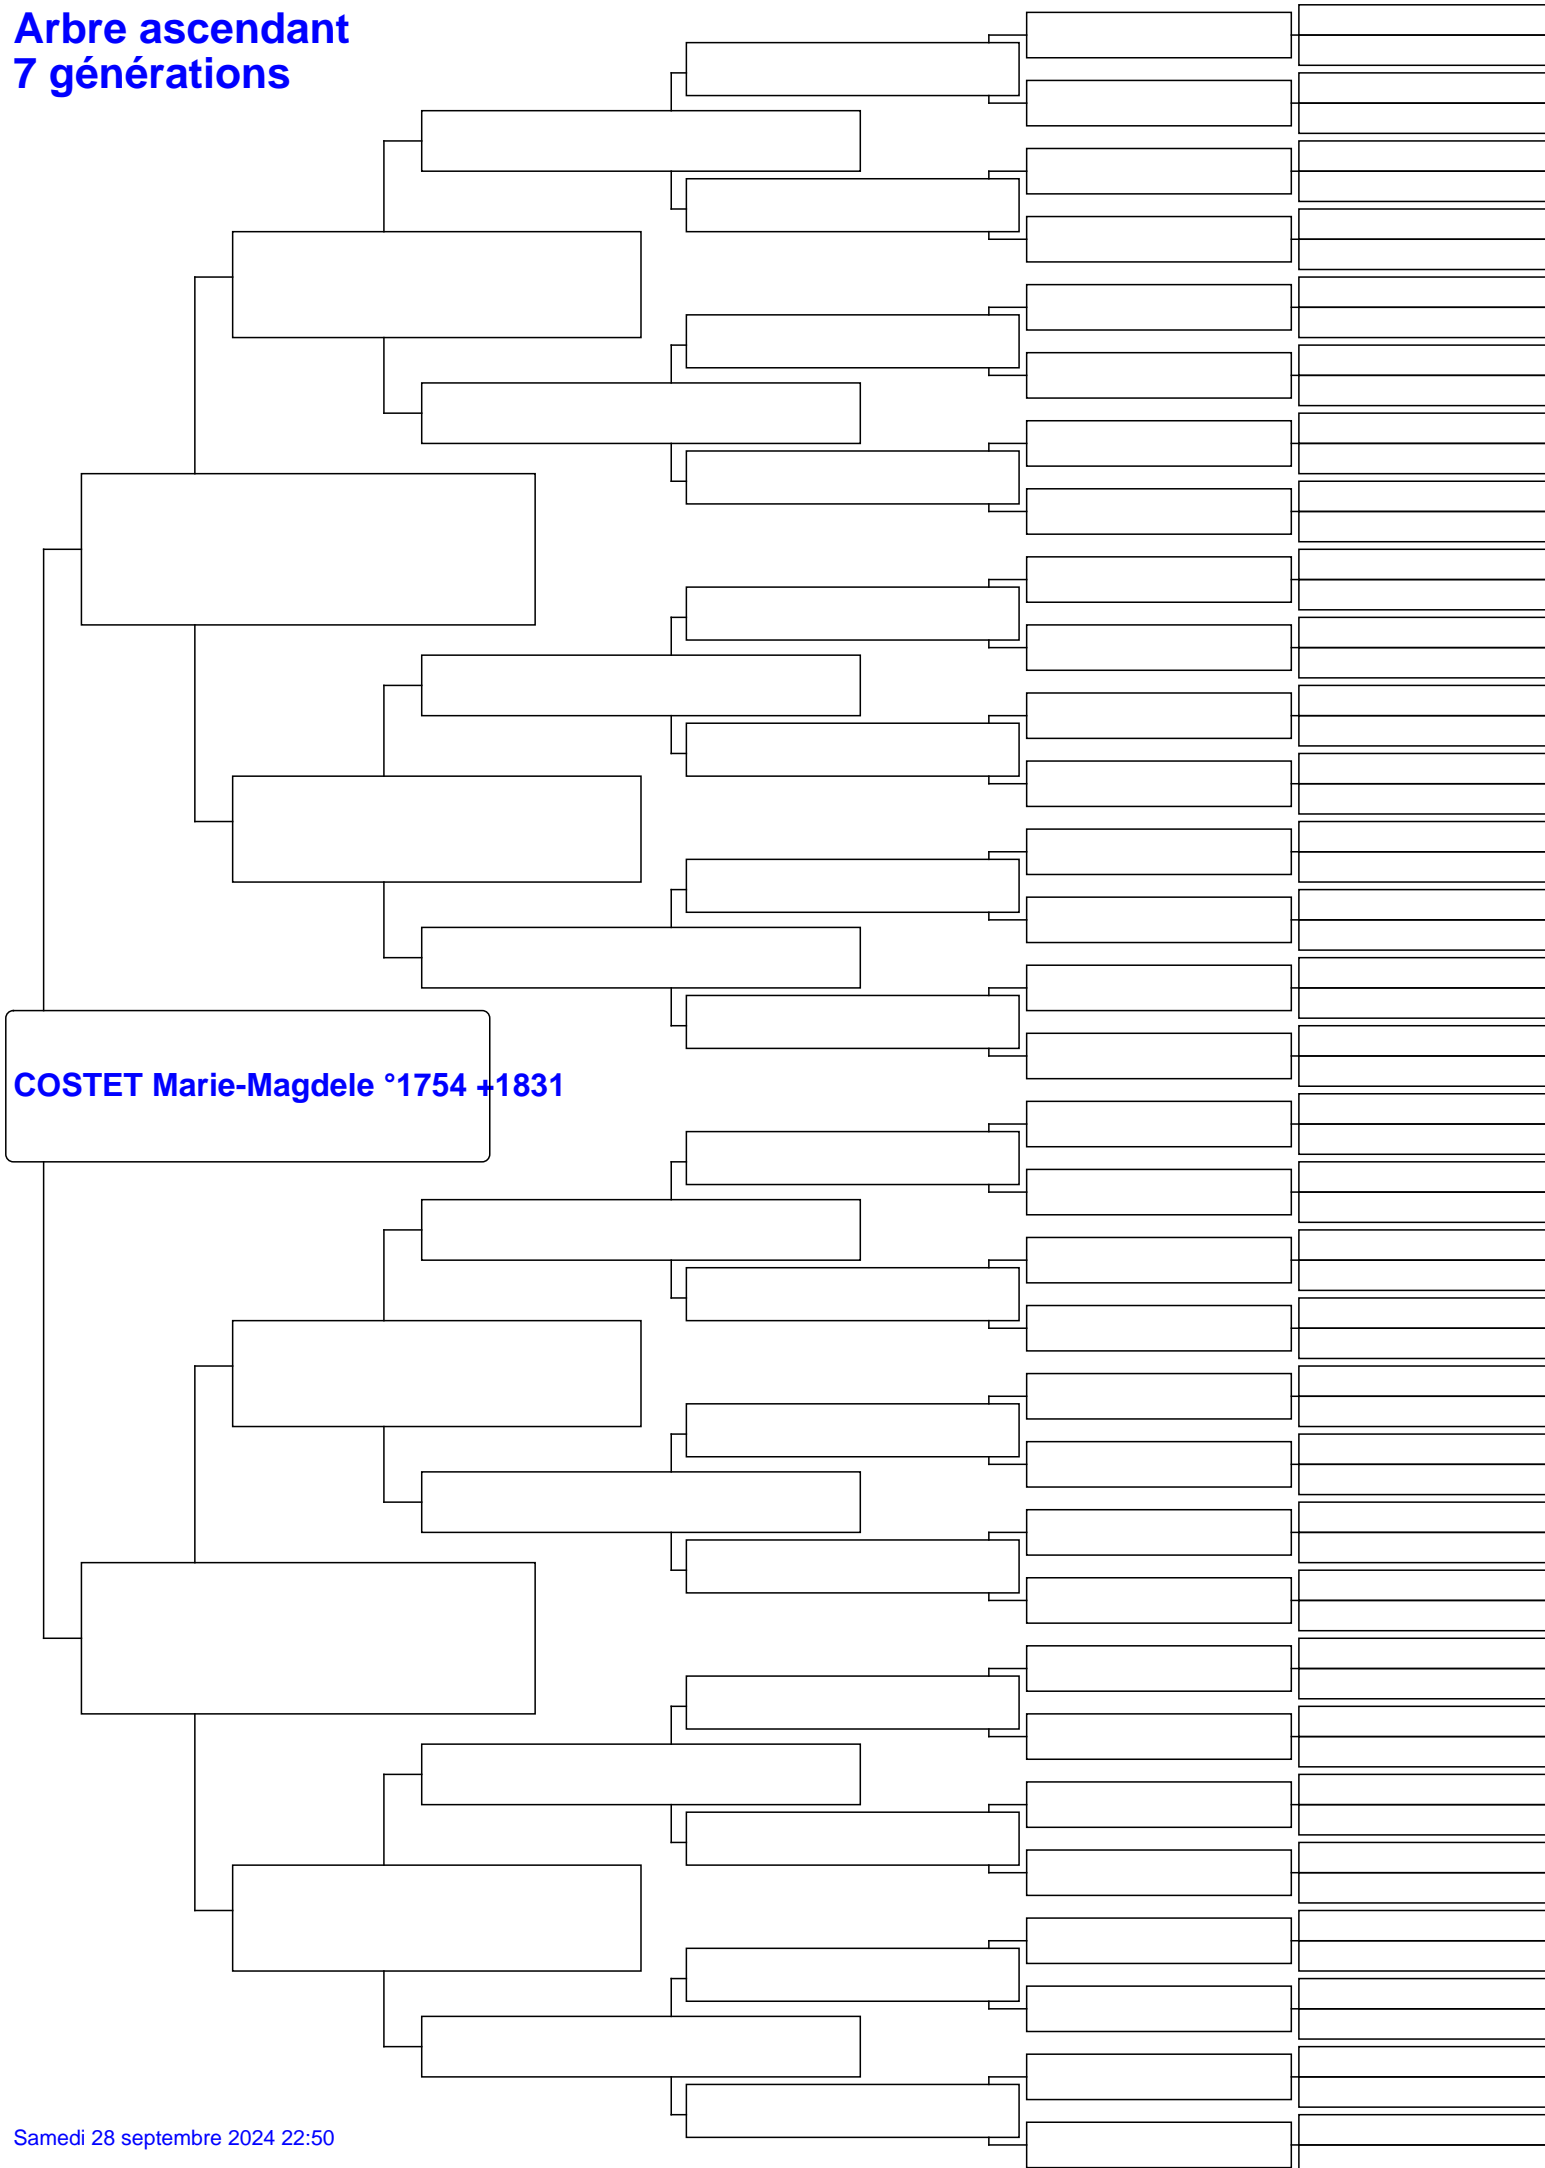 Arbre ascendant
7 générations
COSTET Marie-Magdele °1754 +1831
Samedi 28 septembre 2024 22:50